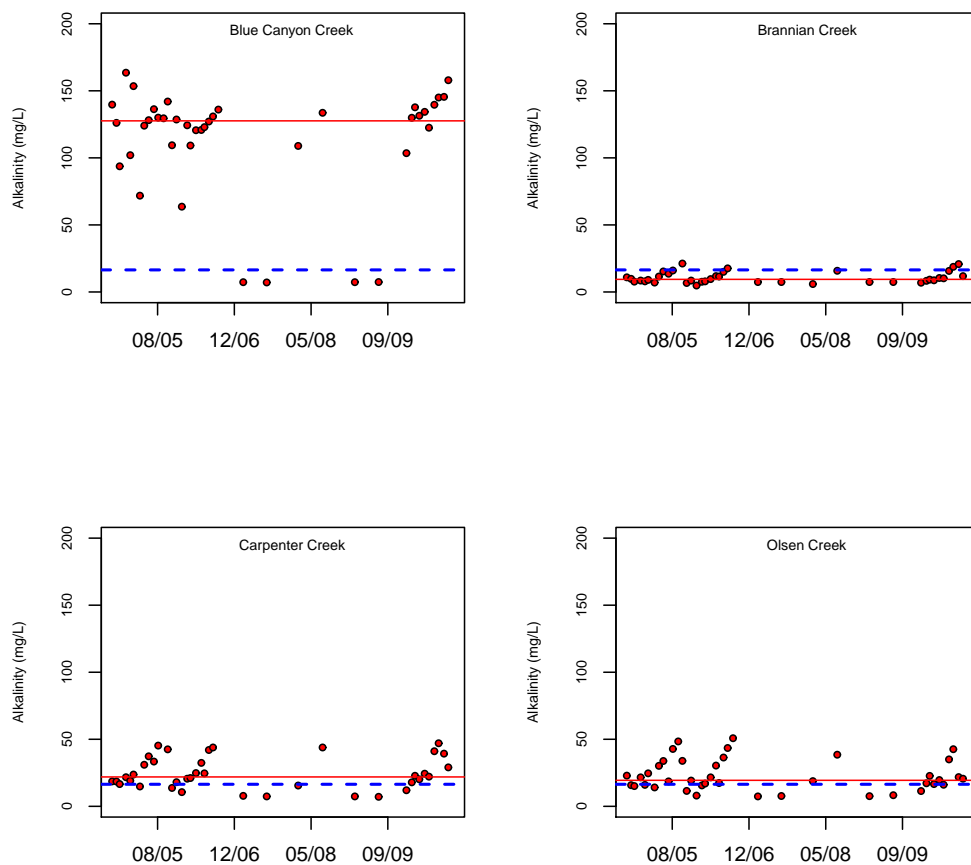 Blue Canyon Creek
Alkalinity (mg/L)
200
150
100
50
0
08/05 12/06 05/08 09/09
Brannian Creek
Alkalinity (mg/L)
200
150
100
50
0
08/05 12/06 05/08 09/09
Carpenter Creek
Alkalinity (mg/L)
200
150
100
50
0
08/05 12/06 05/08 09/09
Olsen Creek
Alkalinity (mg/L)
200
150
100
50
0
08/05 12/06 05/08 09/09